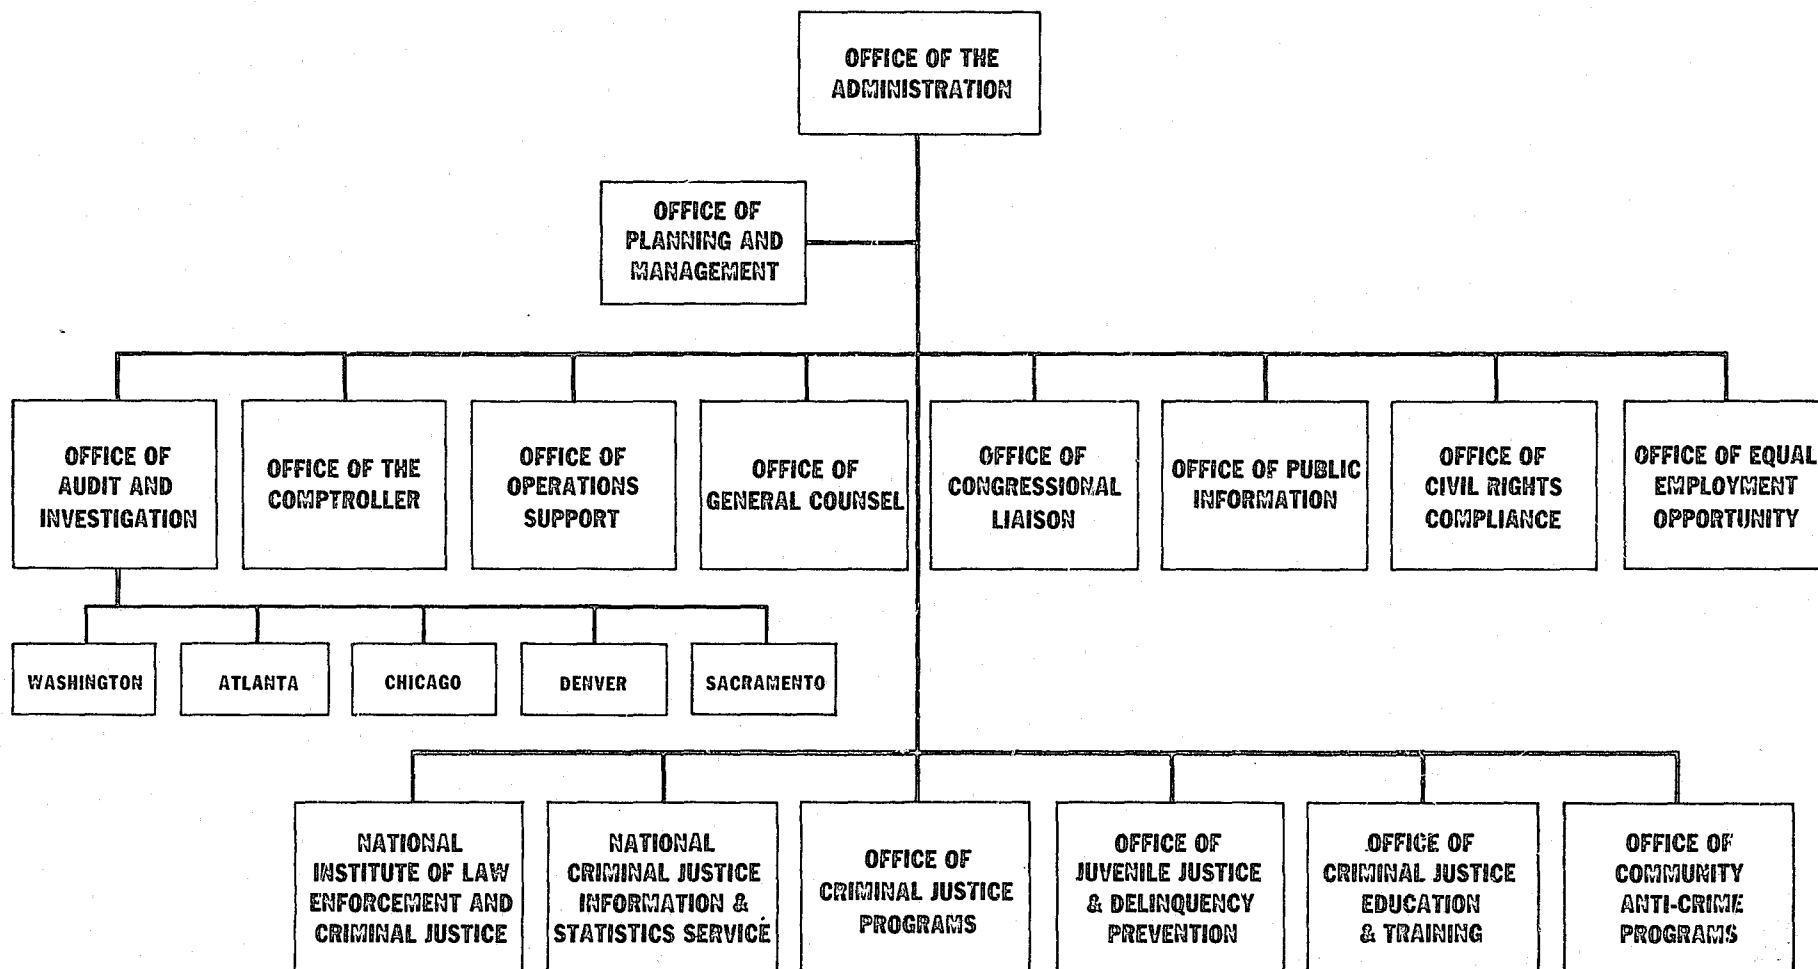 OFFICE OF THE
ADMINISTRATION
OFFICE OF
PLANNING AND
MANAGEMENT
OFFICE OF
AUDIT AND
INVESTIGATION
OFFICE OF THE
COMPTROLLER
OFFICE OF
OPERATIONS
SUPPORT
OFFICE OF
GENERAL COUNSEL
OFFICE OF
CONGRESSIONAL
LIAISON
OFFICE OF PUBLIC
INFORMATION
OFFICE OF
CIVIL RIGHTS
COMPLIANCE
OFFICE OF EQUAL
EMPLOYMENT
OPPORTUNITY
WASHINGTON
ATLANTA
CHICAGO
DENVER
SACRAMENTO
NATIONAL
INSTITUTE OF LAW
ENFORCEMENT AND
CRIMINAL JUSTICE
NATIONAL
CRIMINAL JUSTICE
INFORMATION &
STATISTICS SERVICE
OFFICE OF
CRIMINAL JUSTICE
PROGRAMS
OFFICE OF
JUVENILE JUSTICE
& DELINQUENCY
PREVENTION
OFFICE OF
CRIMINAL JUSTICE
EDUCATION
& TRAINING
OFFICE OF
COMMUNITY
ANTI-CRIME
PROGRAMS